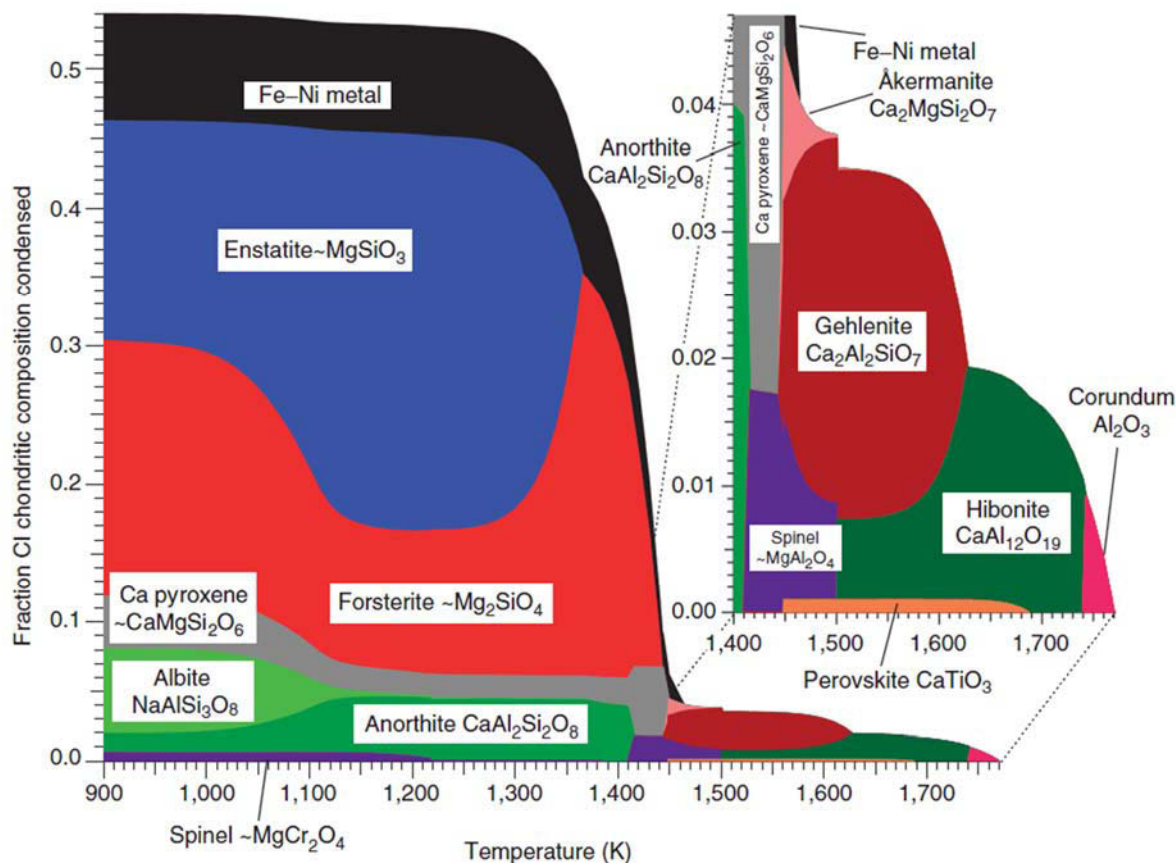 Fraction CI chondritic composition condensed
0.5
0.4
0.3
0.2
0.1
0.0
Fe–Ni metal
Enstatite~MgSiO₃
Forsterite ~Mg₂SiO₄
Ca pyroxene
~CaMgSi₂O₆
Albite
NaAlSi₃O₈
Anorthite CaAl₂Si₂O₈
900
1,000
1,100
1,200
1,300
1,400
1,500
1,600
1,700
Spinel ~MgCr₂O₄
Temperature (K)
Anorthite
CaAl₂Si₂O₈
0.04
0.03
0.02
0.01
0.00
Ca pyroxene ~CaMgSi₂O₆
Fe–Ni metal
Åkermanite
Ca₂MgSi₂O₇
Gehlenite
Ca₂Al₂SiO₇
Corundum
Al₂O₃
Hibonite
CaAl₁₂O₁₉
Spinel
~MgAl₂O₄
1,400
1,500
1,600
1,700
Perovskite CaTiO₃